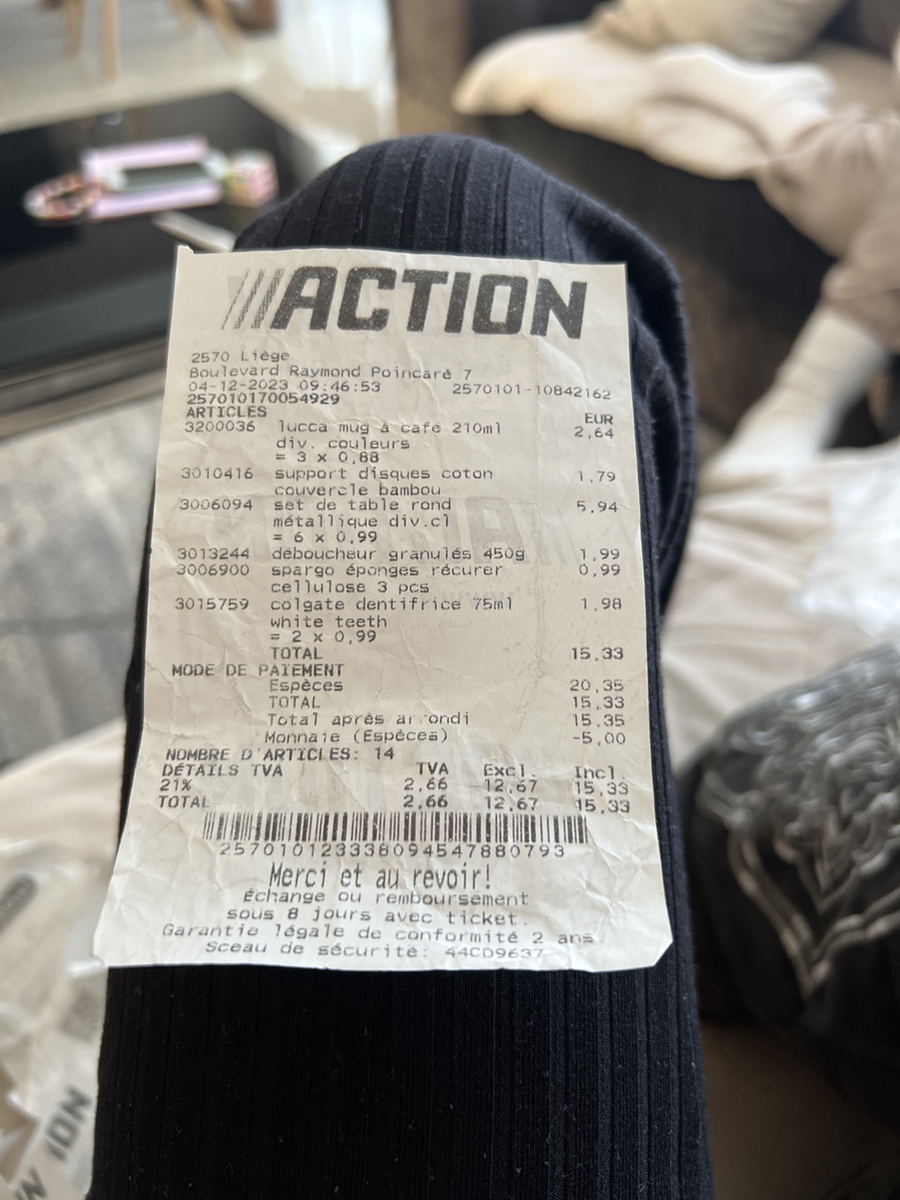 ///ACTION
2570 Liège
Boulevard Raymond Poincaré 7
04-12-2023 09:46:53 2570101-10842162
257010170054929
ARTICLES EUR
3200036 lucca mug à café 210ml 2,64
div. couleurs
= 3 x 0,88
3010416 support disques coton 1,79
couvercle bambou
3006094 set de table rond 5,94
métallique div.cl
= 6 x 0,99
3013244 déboucheur granulés 450g 1,99
3006900 spargo éponges récurer 0,99
cellulose 3 pcs
3015759 colgate dentifrice 75ml 1,98
white teeth
= 2 x 0,99
TOTAL 15,33
MODE DE PAIEMENT
Espèces 20,35
TOTAL 15,33
Total après arrondi 15,35
Monnaie (Espèces) -5,00
NOMBRE D'ARTICLES: 14
DÉTAILS TVA TVA Excl. Incl.
21% 2,66 12,67 15,33
TOTAL 2,66 12,67 15,33
2570101233380945478 80793
Merci et au revoir!
Échange ou remboursement
sous 8 jours avec ticket.
Garantie légale de conformité 2 ans
Sceau de sécurité: 44CD9637